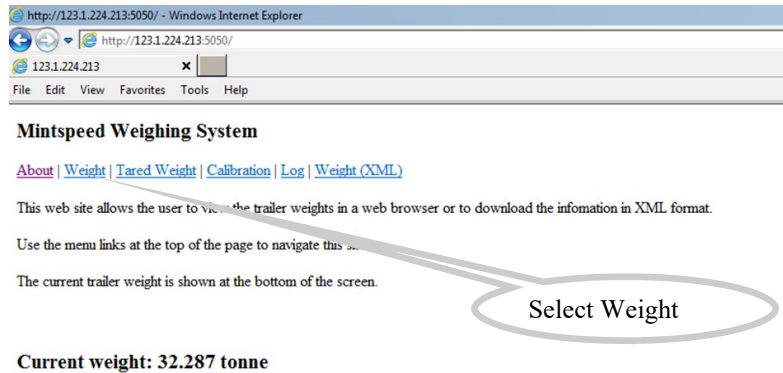 http://123.1.224.213:5050/ - Windows Internet Explorer
http://123.1.224.213:5050/
123.1.224.213
File Edit View Favorites Tools Help
Mintspeed Weighing System
About | Weight | Tared Weight | Calibration | Log | Weight (XML)
This web site allows the user to view the trailer weights in a web browser or to download the infomation in XML format.
Use the menu links at the top of the page to navigate this
The current trailer weight is shown at the bottom of the screen.
Select Weight
Current weight: 32.287 tonne